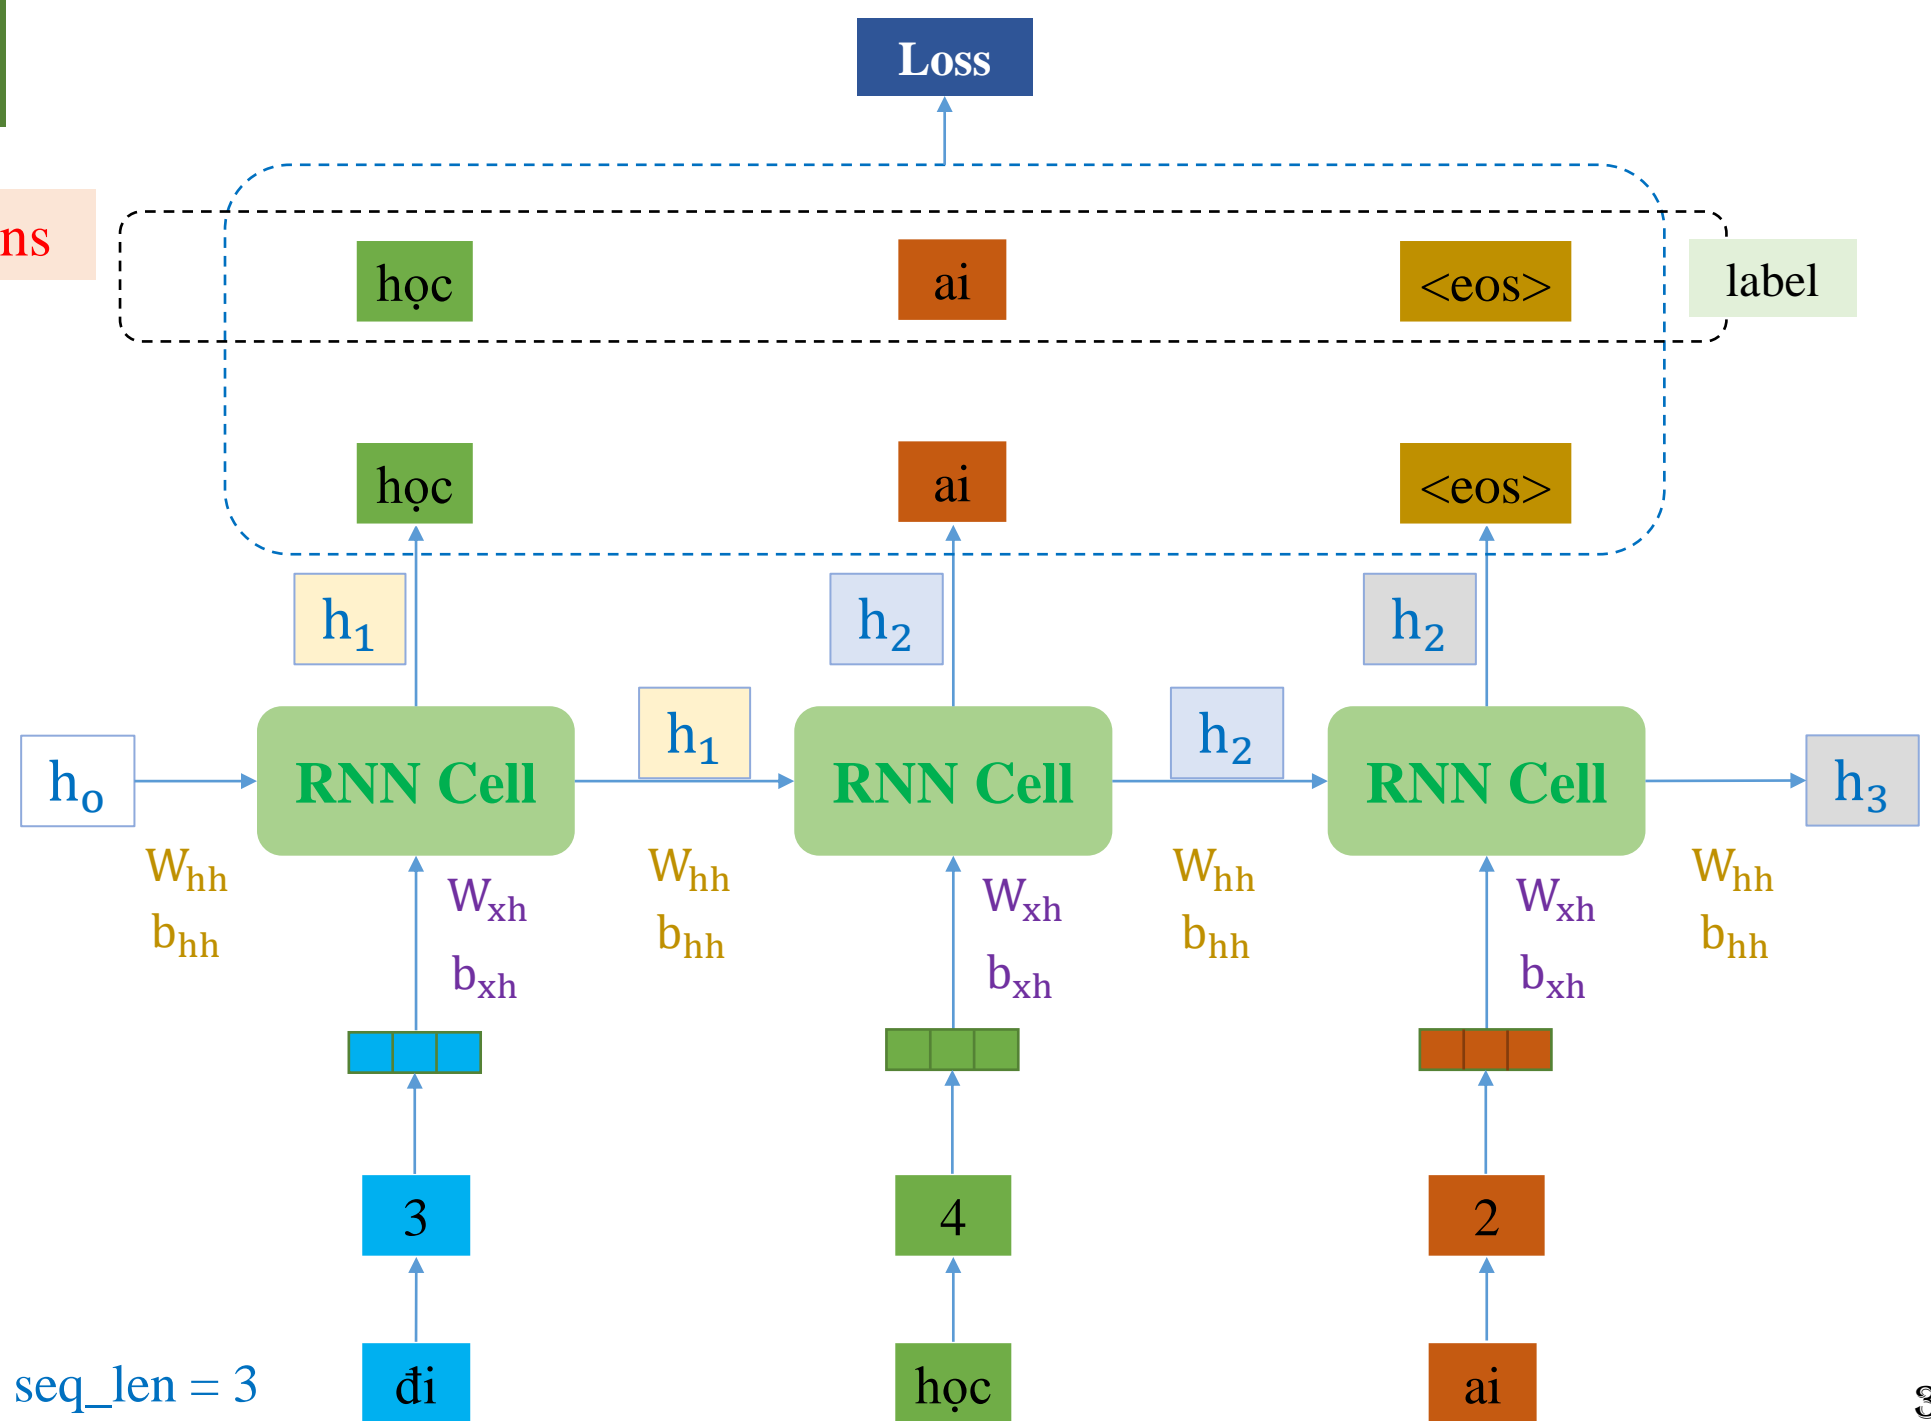 Loss
ns
học ai <eos> label
học ai <eos>
h₁ h₂ h₂
h₁ h₂
hₒ RNN Cell RNN Cell RNN Cell h₃
Wₕₕ Wₓₕ Wₕₕ Wₓₕ Wₕₕ Wₓₕ Wₕₕ
bₕₕ bₓₕ bₕₕ bₓₕ bₕₕ bₓₕ bₕₕ
3 4 2
seq_len = 3 đi học ai